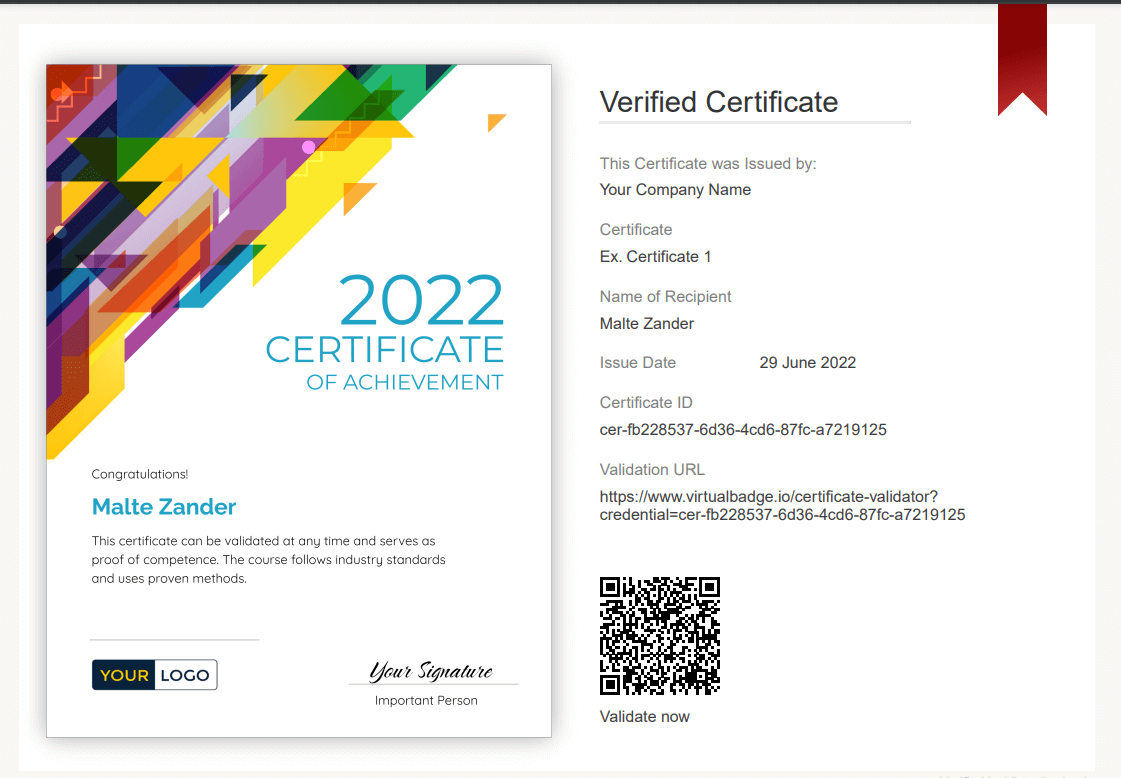 2022
CERTIFICATE
OF ACHIEVEMENT
Congratulations!
Malte Zander
This certificate can be validated at any time and serves as
proof of competence. The course follows industry standards
and uses proven methods.
YOUR LOGO
Your Signature
Important Person
Verified Certificate
This Certificate was Issued by:
Your Company Name
Certificate
Ex. Certificate 1
Name of Recipient
Malte Zander
Issue Date 29 June 2022
Certificate ID
cer-fb228537-6d36-4cd6-87fc-a7219125
Validation URL
https://www.virtualbadge.io/certificate-validator?
credential=cer-fb228537-6d36-4cd6-87fc-a7219125
Validate now